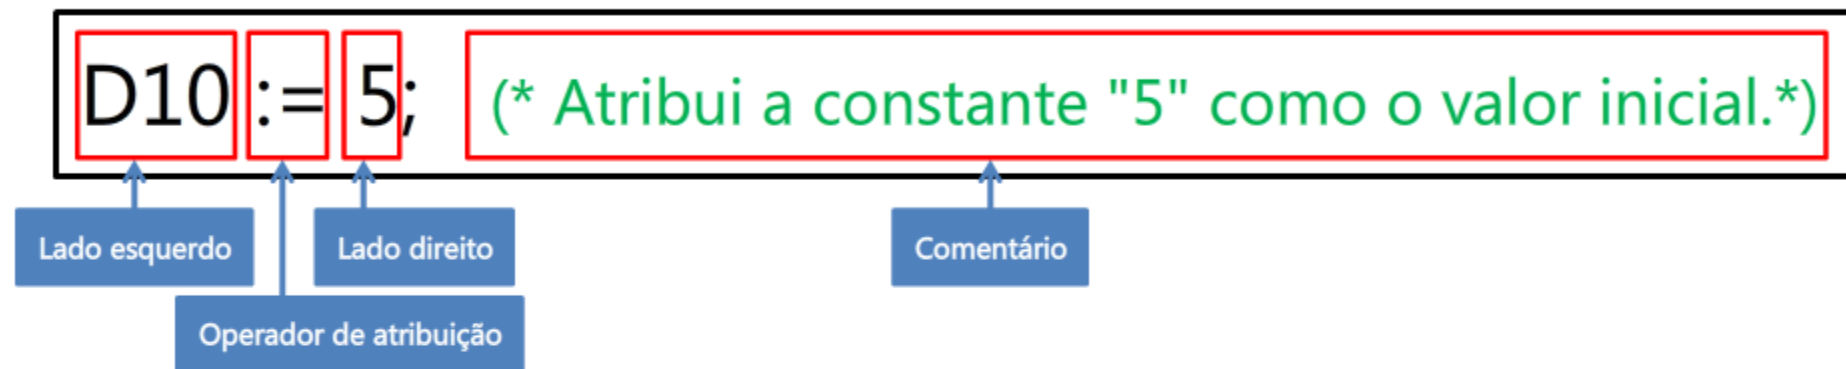 D10 := 5; (* Atribui a constante "5" como o valor inicial.*)
Lado esquerdo Lado direito Comentário
Operador de atribuição